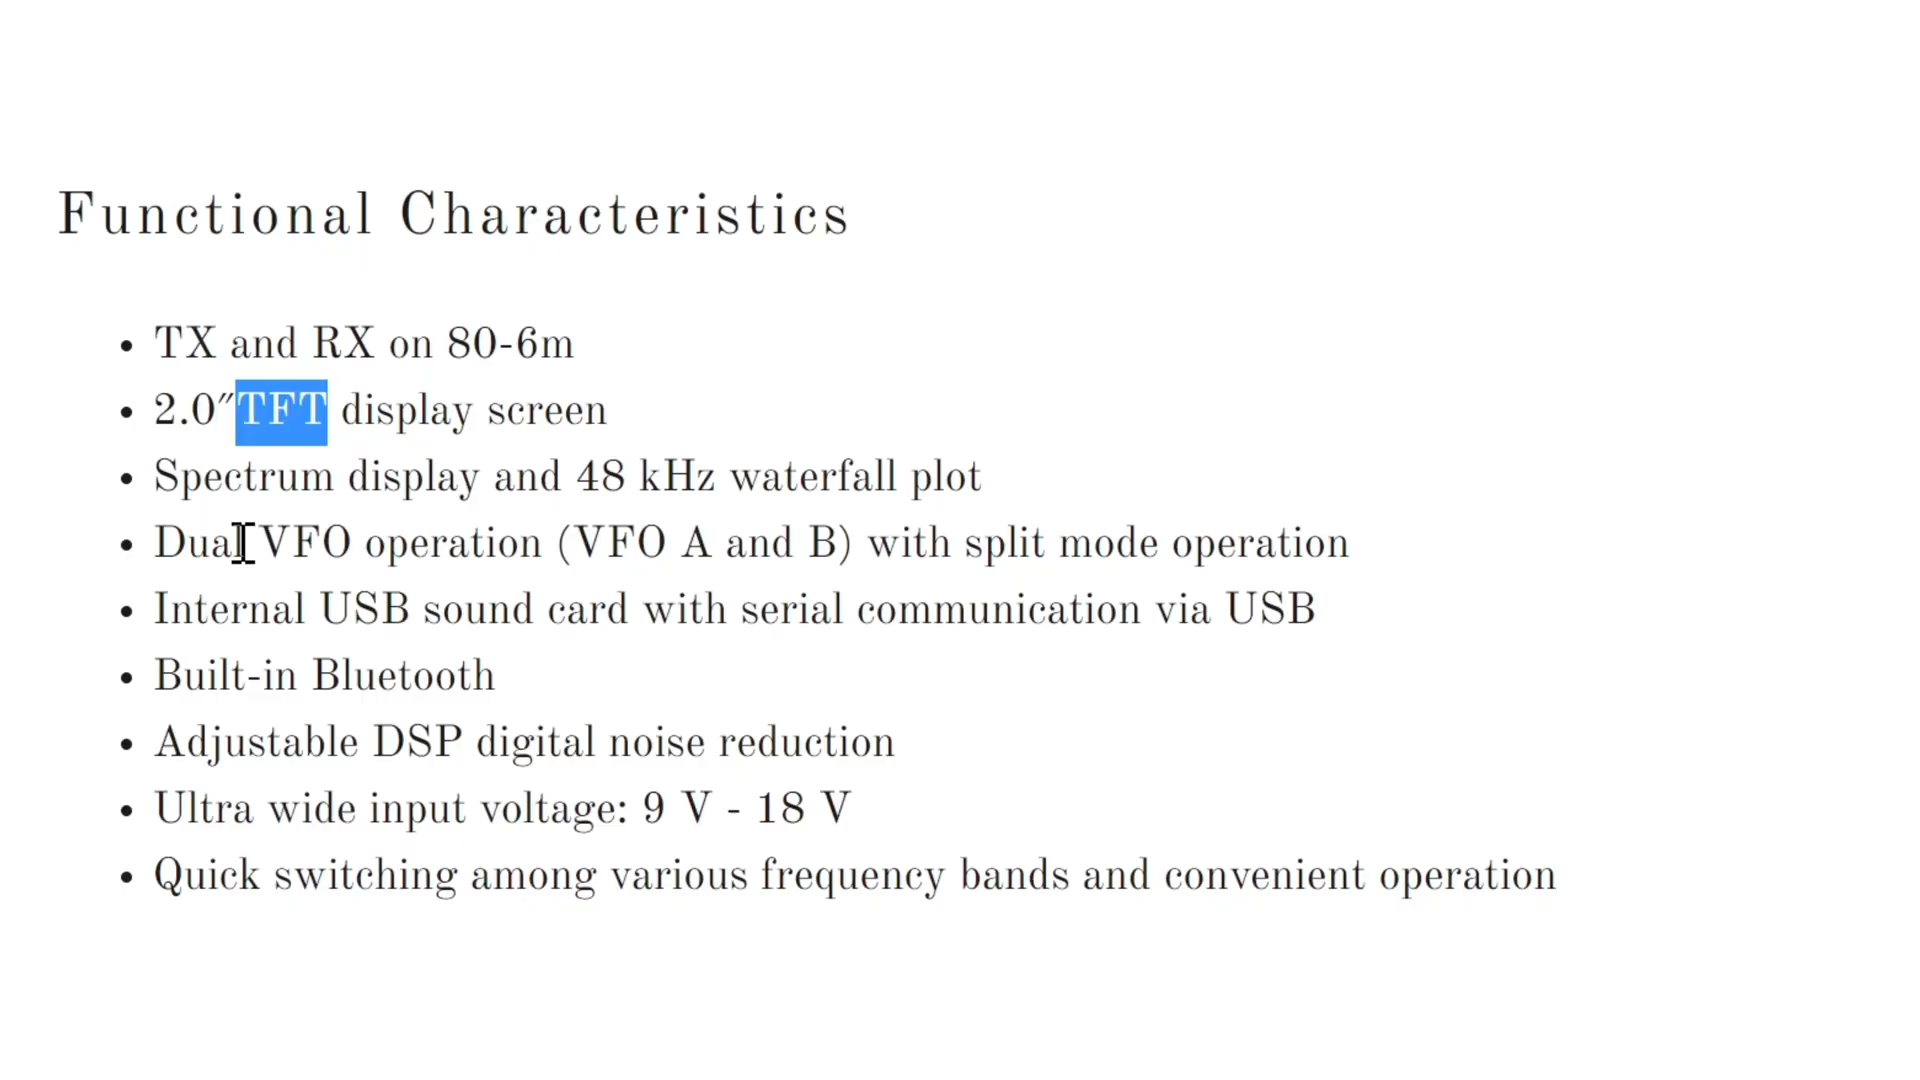 Functional Characteristics
• TX and RX on 80-6m
• 2.0″TFT display screen
• Spectrum display and 48 kHz waterfall plot
• Dual VFO operation (VFO A and B) with split mode operation
• Internal USB sound card with serial communication via USB
• Built-in Bluetooth
• Adjustable DSP digital noise reduction
• Ultra wide input voltage: 9 V - 18 V
• Quick switching among various frequency bands and convenient operation